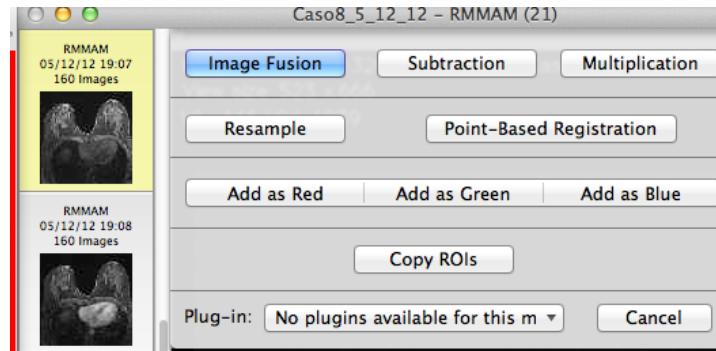 Caso8_5_12_12 – RMMAM (21)
RMMAM
05/12/12 19:07
160 Images
RMMAM
05/12/12 19:08
160 Images
Image Fusion Subtraction Multiplication
Resample Point-Based Registration
Add as Red Add as Green Add as Blue
Copy ROIs
Plug-in: No plugins available for this m Cancel